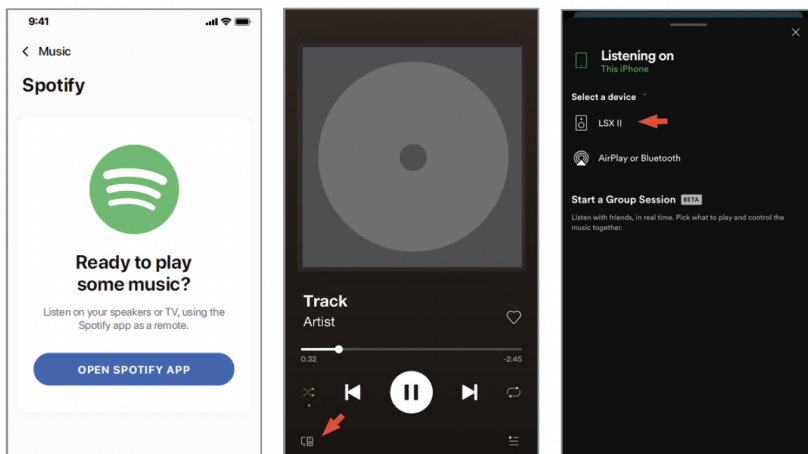 9:41
Music
Spotify
Ready to play
some music?
Listen on your speakers or TV, using the
Spotify app as a remote.
OPEN SPOTIFY APP
Track
Artist
0:32
-2:45
Listening on
This iPhone
Select a device
LSX II
AirPlay or Bluetooth
Start a Group Session BETA
Listen with friends, in real time. Pick what to play and control the
music together.